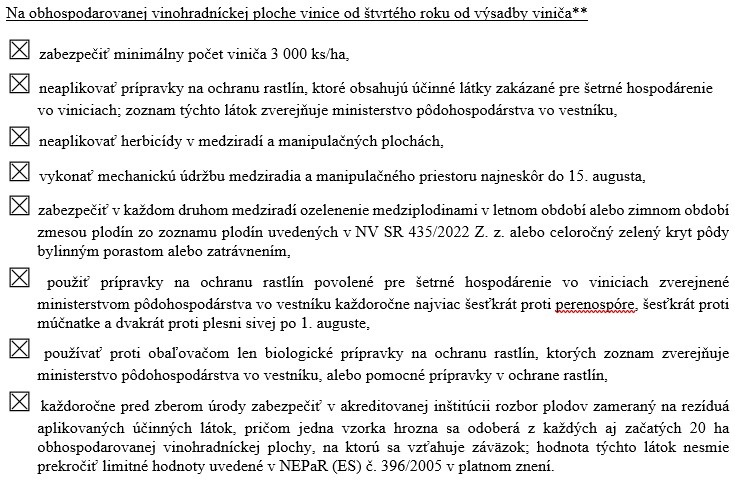 Na obhospodarovanej vinohradníckej ploche vinice od štvrtého roku od výsadby viniča**
☒ zabezpečiť minimálny počet viniča 3 000 ks/ha,
☒ neaplikovať prípravky na ochranu rastlín, ktoré obsahujú účinné látky zakázané pre šetrné hospodárenie
vo viniciach; zoznam týchto látok zverejňuje ministerstvo pôdohospodárstva vo vestníku,
☒ neaplikovať herbicídy v medziradí a manipulačných plochách,
☒ vykonať mechanickú údržbu medziradia a manipulačného priestoru najneskôr do 15. augusta,
☒ zabezpečiť v každom druhom medziradí ozelenenie medziplodinami v letnom období alebo zimnom období
zmesou plodín zo zoznamu plodín uvedených v NV SR 435/2022 Z. z. alebo celoročný zelený kryt pôdy
bylinným porastom alebo zatrávnením,
☒ použiť prípravky na ochranu rastlín povolené pre šetrné hospodárenie vo viniciach zverejnené
ministerstvom pôdohospodárstva vo vestníku každoročne najviac šesťkrát proti perenospóre, šesťkrát proti
múčnatke a dvakrát proti plesni sivej po 1. auguste,
☒ používať proti obaľovačom len biologické prípravky na ochranu rastlín, ktorých zoznam zverejňuje
ministerstvo pôdohospodárstva vo vestníku, alebo pomocné prípravky v ochrane rastlín,
☒ každoročne pred zberom úrody zabezpečiť v akreditovanej inštitúcii rozbor plodov zameraný na rezíduá
aplikovaných účinných látok, pričom jedna vzorka hrozna sa odoberá z každých aj začatých 20 ha
obhospodarovanej vinohradníckej plochy, na ktorú sa vzťahuje záväzok; hodnota týchto látok nesmie
prekročiť limitné hodnoty uvedené v NEPaR (ES) č. 396/2005 v platnom znení.